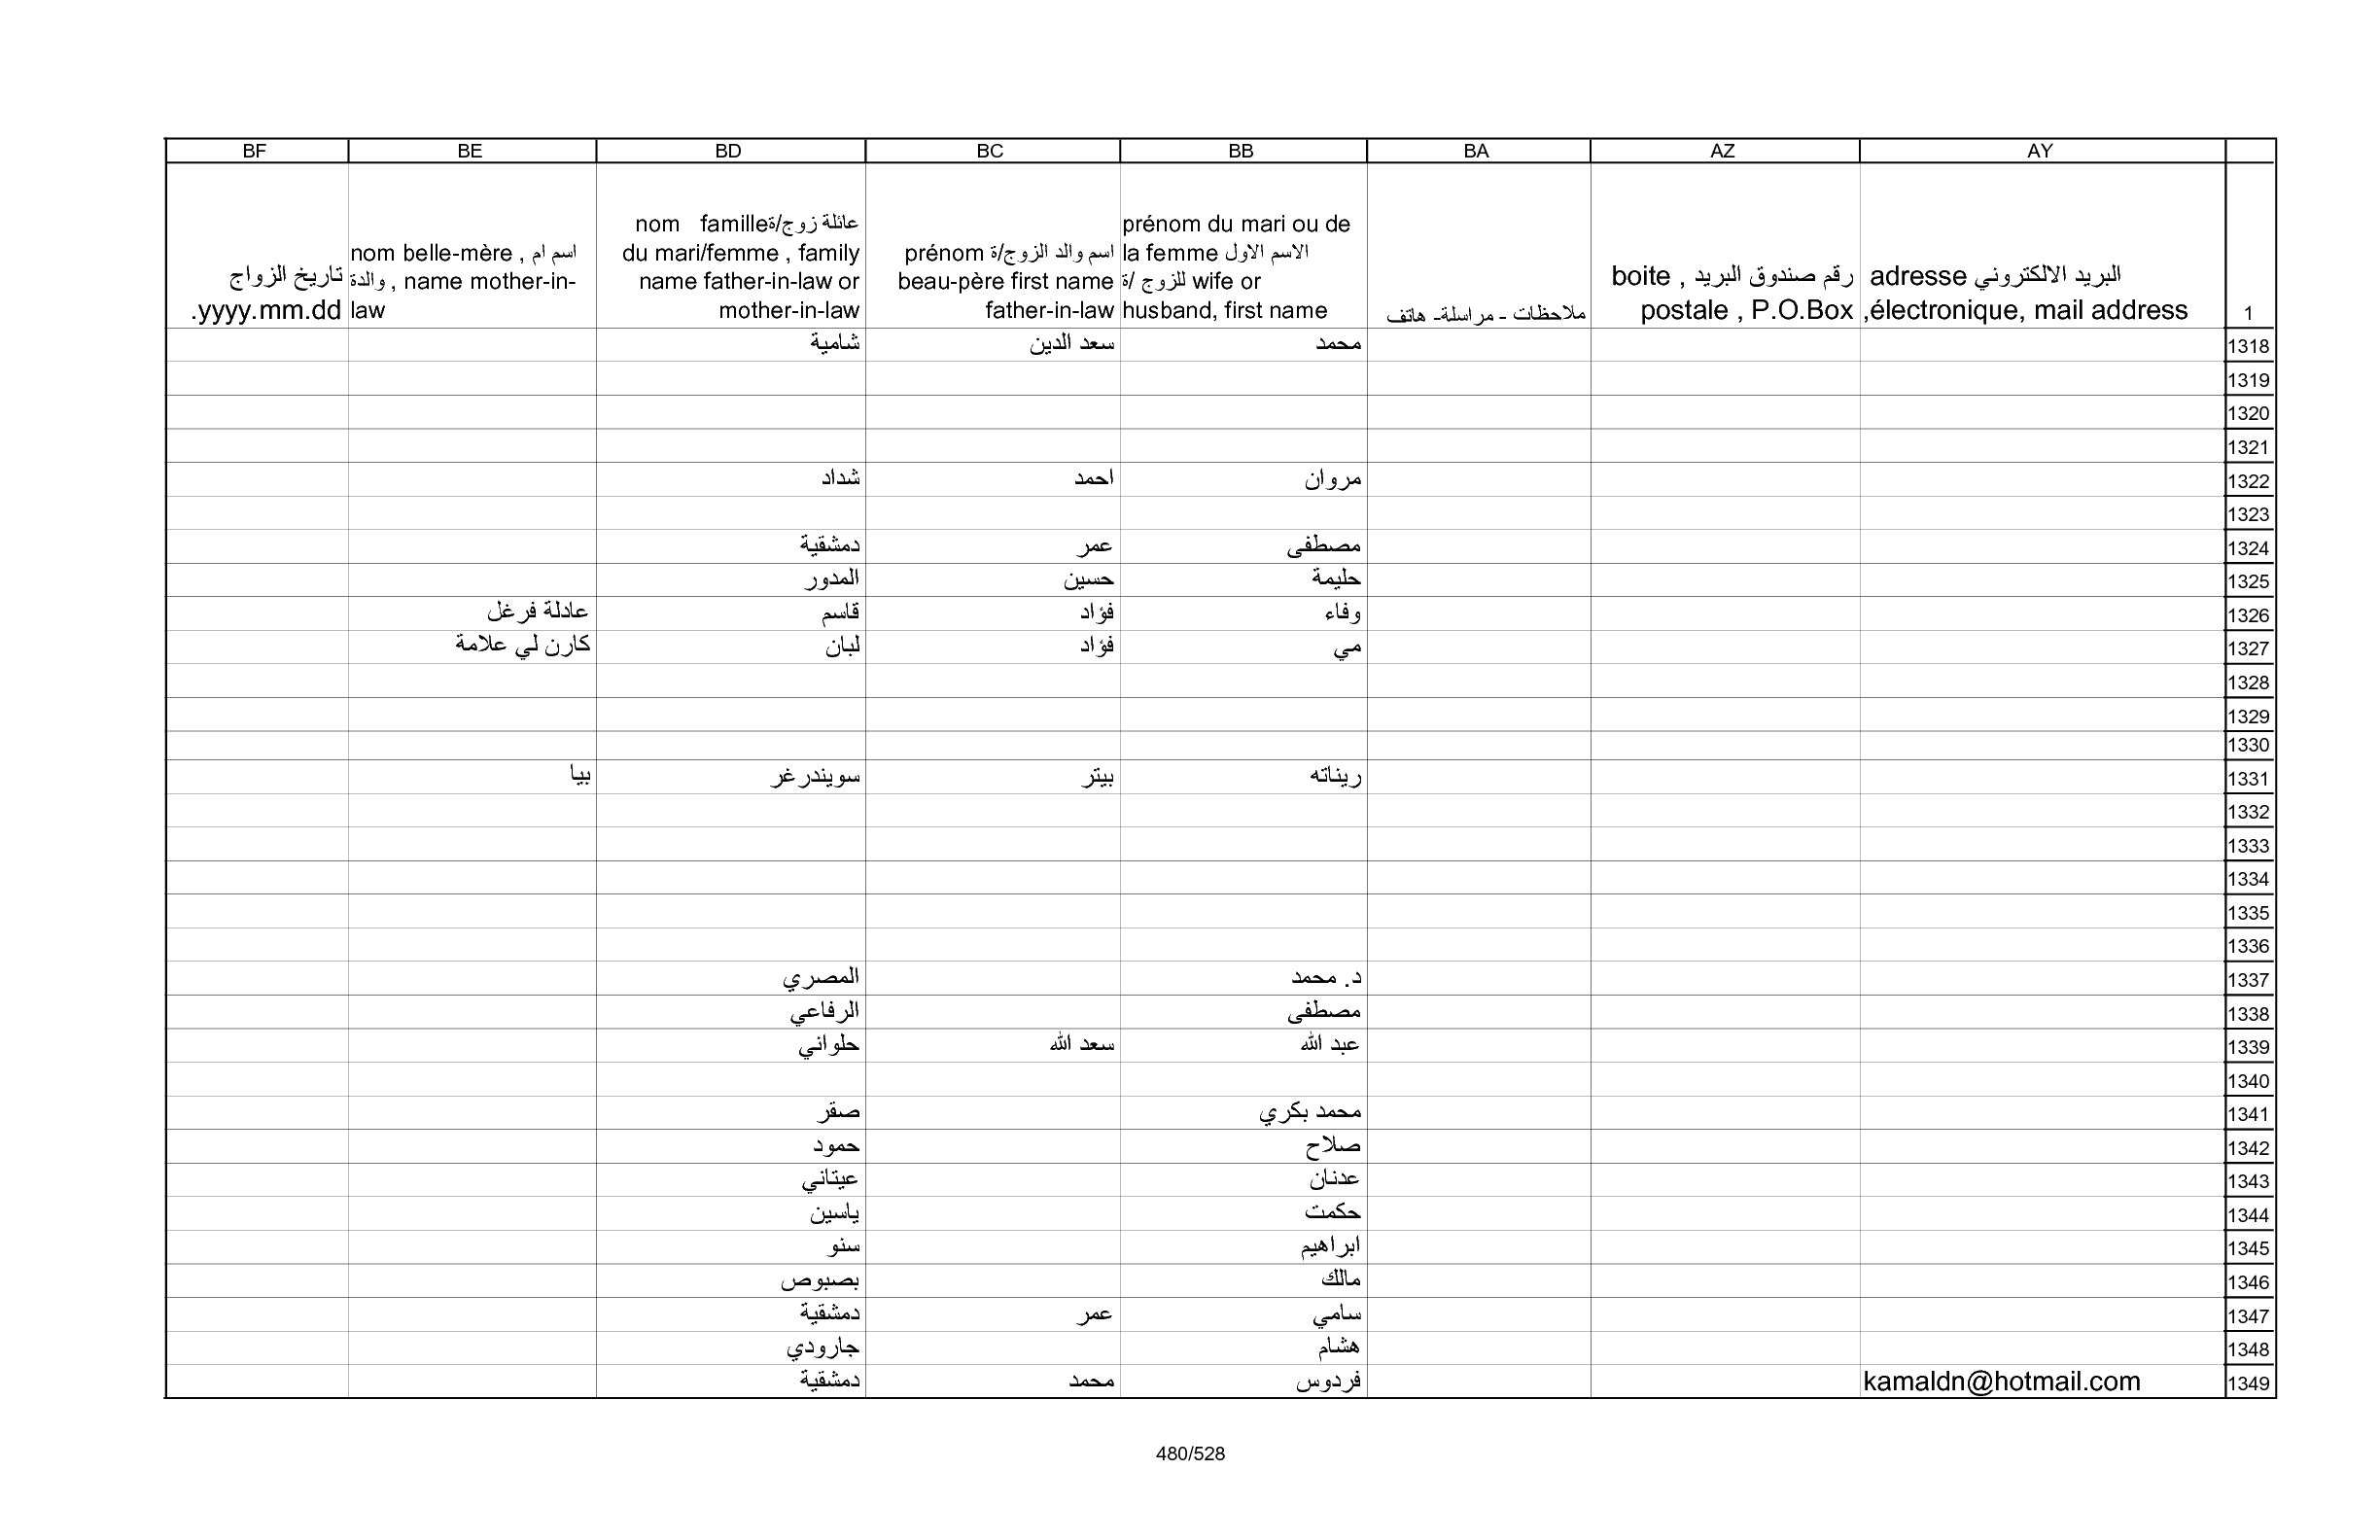 AY AZ BA BB BC BD BE BF
1
البريد الالكتروني adresse
électronique, mail address,
رقم صندوق البريد , boite
postale , P.O.Box
ملاحظات - مراسلة- هاتف
prénom du mari ou de
la femme الاسم الاول
للزوج /ة wife or
husband, first name
اسم والد الزوج/ة prénom
beau-père first name
father-in-law
عائلة زوج/ةnom famille
du mari/femme , family
name father-in-law or
mother-in-law
nom belle-mère , اسم ام
والدة , name mother-in-
law
تاريخ الزواج
yyyy.mm.dd.
1318 محمد سعد الدين شامية
1319
1320
1321
1322 مروان احمد شداد
1323
1324 مصطفى عمر دمشقية
1325 حليمة حسين المدور
1326 وفاء فؤاد قاسم عادلة فرغل
1327 مي فؤاد لبان كارن لي علامة
1328
1329
1330
1331 ريناته بيتر سويندرغر بيا
1332
1333
1334
1335
1336
1337 د. محمد المصري
1338 مصطفى الرفاعي
1339 عبد الله سعد الله حلواني
1340
1341 محمد بكري صقر
1342 صلاح حمود
1343 عدنان عيتاني
1344 حكمت ياسين
1345 ابراهيم سنو
1346 مالك بصبوص
1347 سامي عمر دمشقية
1348 هشام جارودي
1349 kamaldn@hotmail.com فردوس محمد دمشقية
480/528